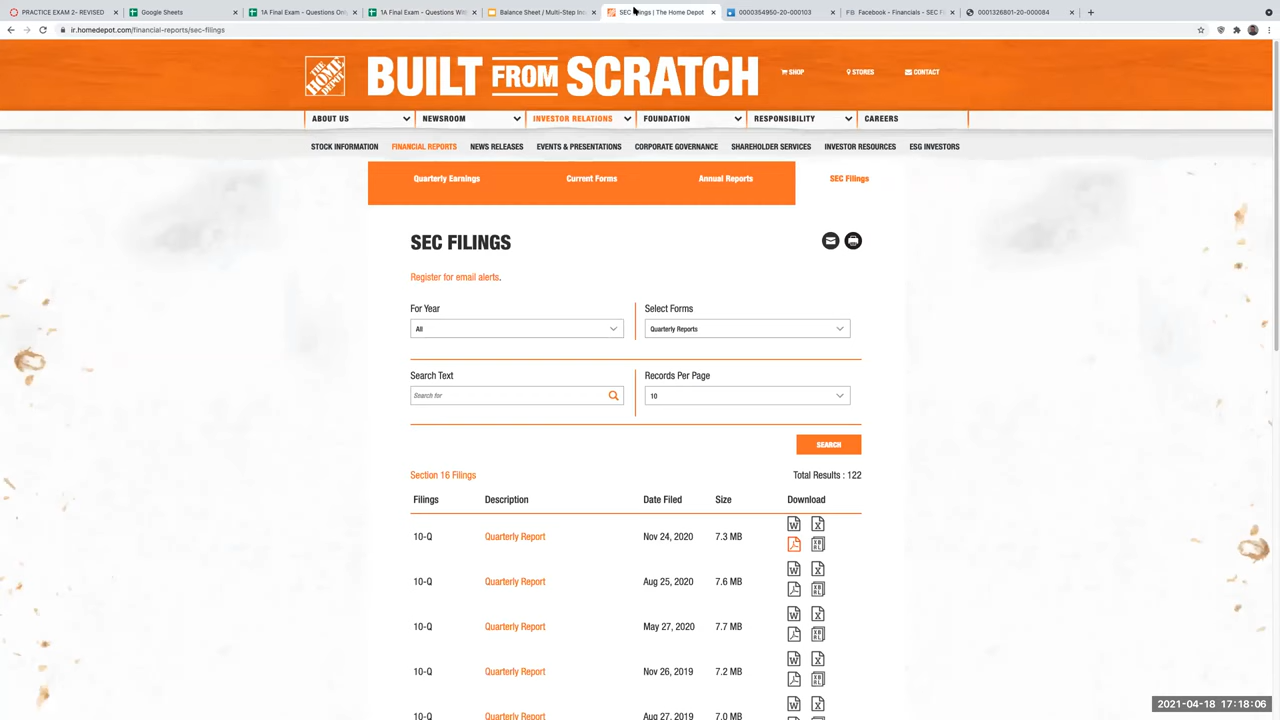 PRACTICE EXAM 2- REVISED
Google Sheets
1A Final Exam - Questions Onl
1A Final Exam - Questions Wit
Balance Sheet / Multi-Step Inc
SEC Filings | The Home Depot
0000354950-20-000103
Facebook - Financials - SEC Fi
0001326801-20-000084
ir.homedepot.com/financial-reports/sec-filings
THE HOME DEPOT
BUILT FROM SCRATCH
SHOP
STORES
CONTACT
ABOUT US
NEWSROOM
INVESTOR RELATIONS
FOUNDATION
RESPONSIBILITY
CAREERS
STOCK INFORMATION
FINANCIAL REPORTS
NEWS RELEASES
EVENTS & PRESENTATIONS
CORPORATE GOVERNANCE
SHAREHOLDER SERVICES
INVESTOR RESOURCES
ESG INVESTORS
Quarterly Earnings
Current Forms
Annual Reports
SEC Filings
SEC FILINGS
Register for email alerts.
For Year
Select Forms
All
Quarterly Reports
Search Text
Records Per Page
Search for
10
SEARCH
Section 16 Filings
Total Results : 122
Filings Description Date Filed Size Download
10-Q Quarterly Report Nov 24, 2020 7.3 MB
10-Q Quarterly Report Aug 25, 2020 7.6 MB
10-Q Quarterly Report May 27, 2020 7.7 MB
10-Q Quarterly Report Nov 26, 2019 7.2 MB
10-Q Quarterly Report Aug 27, 2019 7.0 MB
2021-04-18 17:18:06